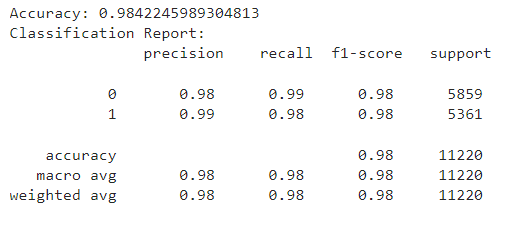 Accuracy: 0.9842245989304813
Classification Report:
precision recall f1-score support
0 0.98 0.99 0.98 5859
1 0.99 0.98 0.98 5361
accuracy 0.98 11220
macro avg 0.98 0.98 0.98 11220
weighted avg 0.98 0.98 0.98 11220